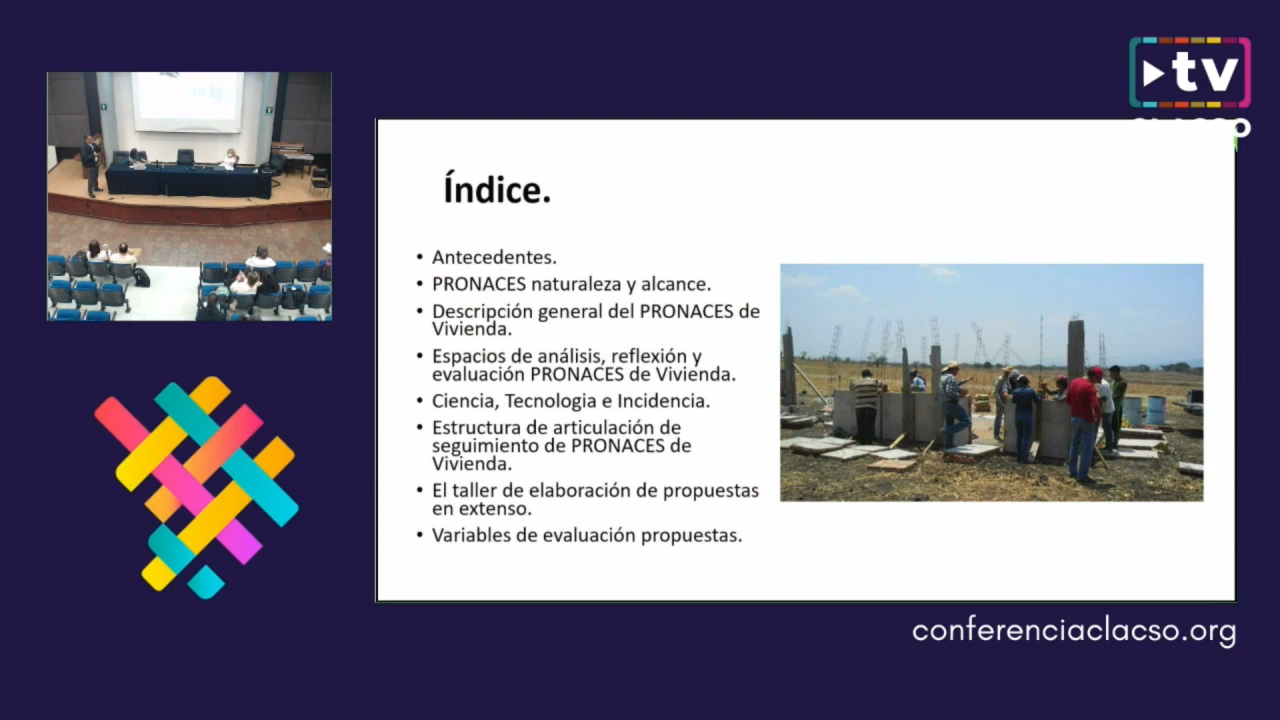 tv
Índice.
• Antecedentes.
• PRONACES naturaleza y alcance.
• Descripción general del PRONACES de
Vivienda.
• Espacios de análisis, reflexión y
evaluación PRONACES de Vivienda.
• Ciencia, Tecnologia e Incidencia.
• Estructura de articulación de
seguimiento de PRONACES de
Vivienda.
• El taller de elaboración de propuestas
en extenso.
• Variables de evaluación propuestas.
conferenciaclacso.org